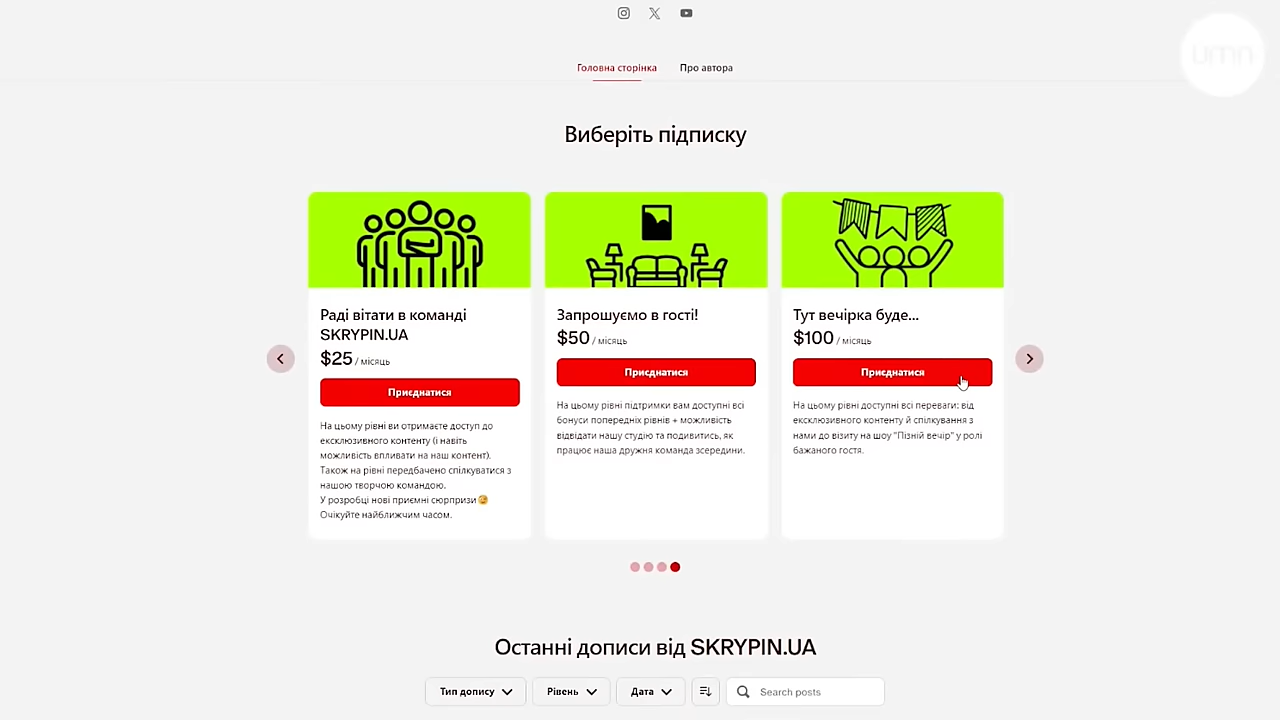 umn
Головна сторінка
Про автора
Виберіть підписку
Раді вітати в команді
SKRYPIN.UA
$25 / місяць
Приєднатися
На цьому рівні ви отримаєте доступ до
ексклюзивного контенту (і навіть
можливість впливати на наш контент).
Також на рівні передбачено спілкуватися з
нашою творчою командою.
У розробці нові приємні сюрпризи😉
Очікуйте найближчим часом.
Запрошуємо в гості!
$50 / місяць
Приєднатися
На цьому рівні підтримки вам доступні всі
бонуси попередніх рівнів + можливість
відвідати нашу студію та подивитись, як
працює наша дружня команда зсередини.
Тут вечірка буде...
$100 / місяць
Приєднатися
На цьому рівні доступні всі переваги: від
ексклюзивного контенту й спілкування з
нами до візиту на шоу "Пізній вечір" у ролі
бажаного гостя.
Останні дописи від SKRYPIN.UA
Тип допису
Рівень
Дата
Search posts